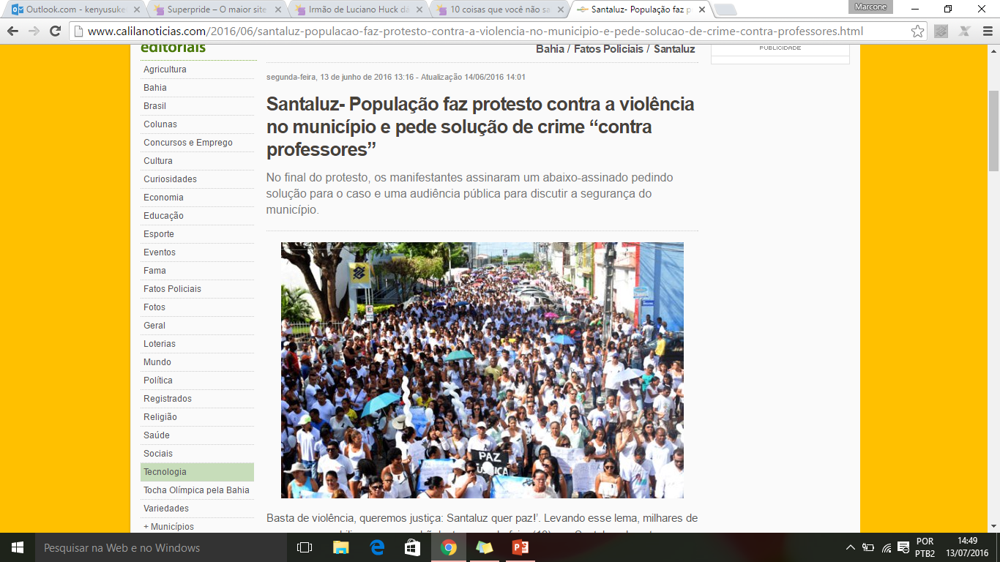 Outlook.com - kenyusuke
Superpride – O maior site
Irmão de Luciano Huck da
10 coisas que você não sa
Santaluz- População faz p
Marcone
www.calilanoticias.com/2016/06/santaluz-populacao-faz-protesto-contra-a-violencia-no-municipio-e-pede-solucao-de-crime-contra-professores.html
editoriais
Agricultura
Bahia
Brasil
Colunas
Concursos e Emprego
Cultura
Curiosidades
Economia
Educação
Esporte
Eventos
Fama
Fatos Policiais
Fotos
Geral
Loterias
Mundo
Política
Registrados
Religião
Saúde
Sociais
Tecnologia
Tocha Olímpica pela Bahia
Variedades
+ Municípios
Bahia / Fatos Policiais / Santaluz
segunda-feira, 13 de junho de 2016 13:16 - Atualização 14/06/2016 14:01
Santaluz- População faz protesto contra a violência
no município e pede solução de crime “contra
professores”
No final do protesto, os manifestantes assinaram um abaixo-assinado pedindo
solução para o caso e uma audiência pública para discutir a segurança do
município.
PAZ
Basta de violência, queremos justiça: Santaluz quer paz!’. Levando esse lema, milhares de
PUBLICIDADE
Pesquisar na Web e no Windows
POR
PTB2
14:49
13/07/2016